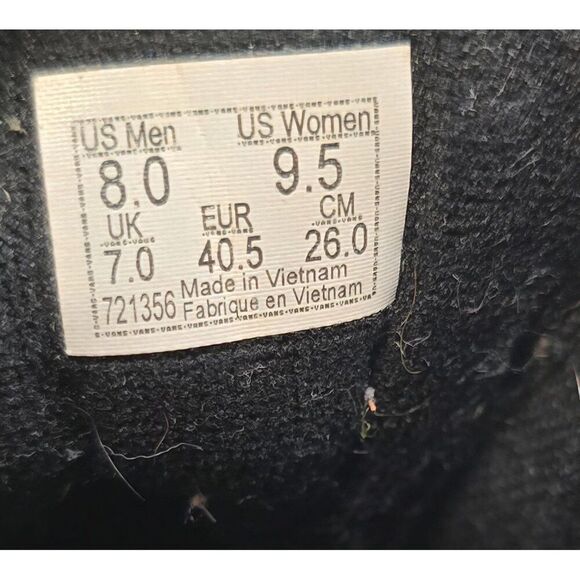 US Men US Women
8.0 9.5
UK EUR CM
7.0 40.5 26.0
721356 Made in Vietnam
Fabrique en Vietnam